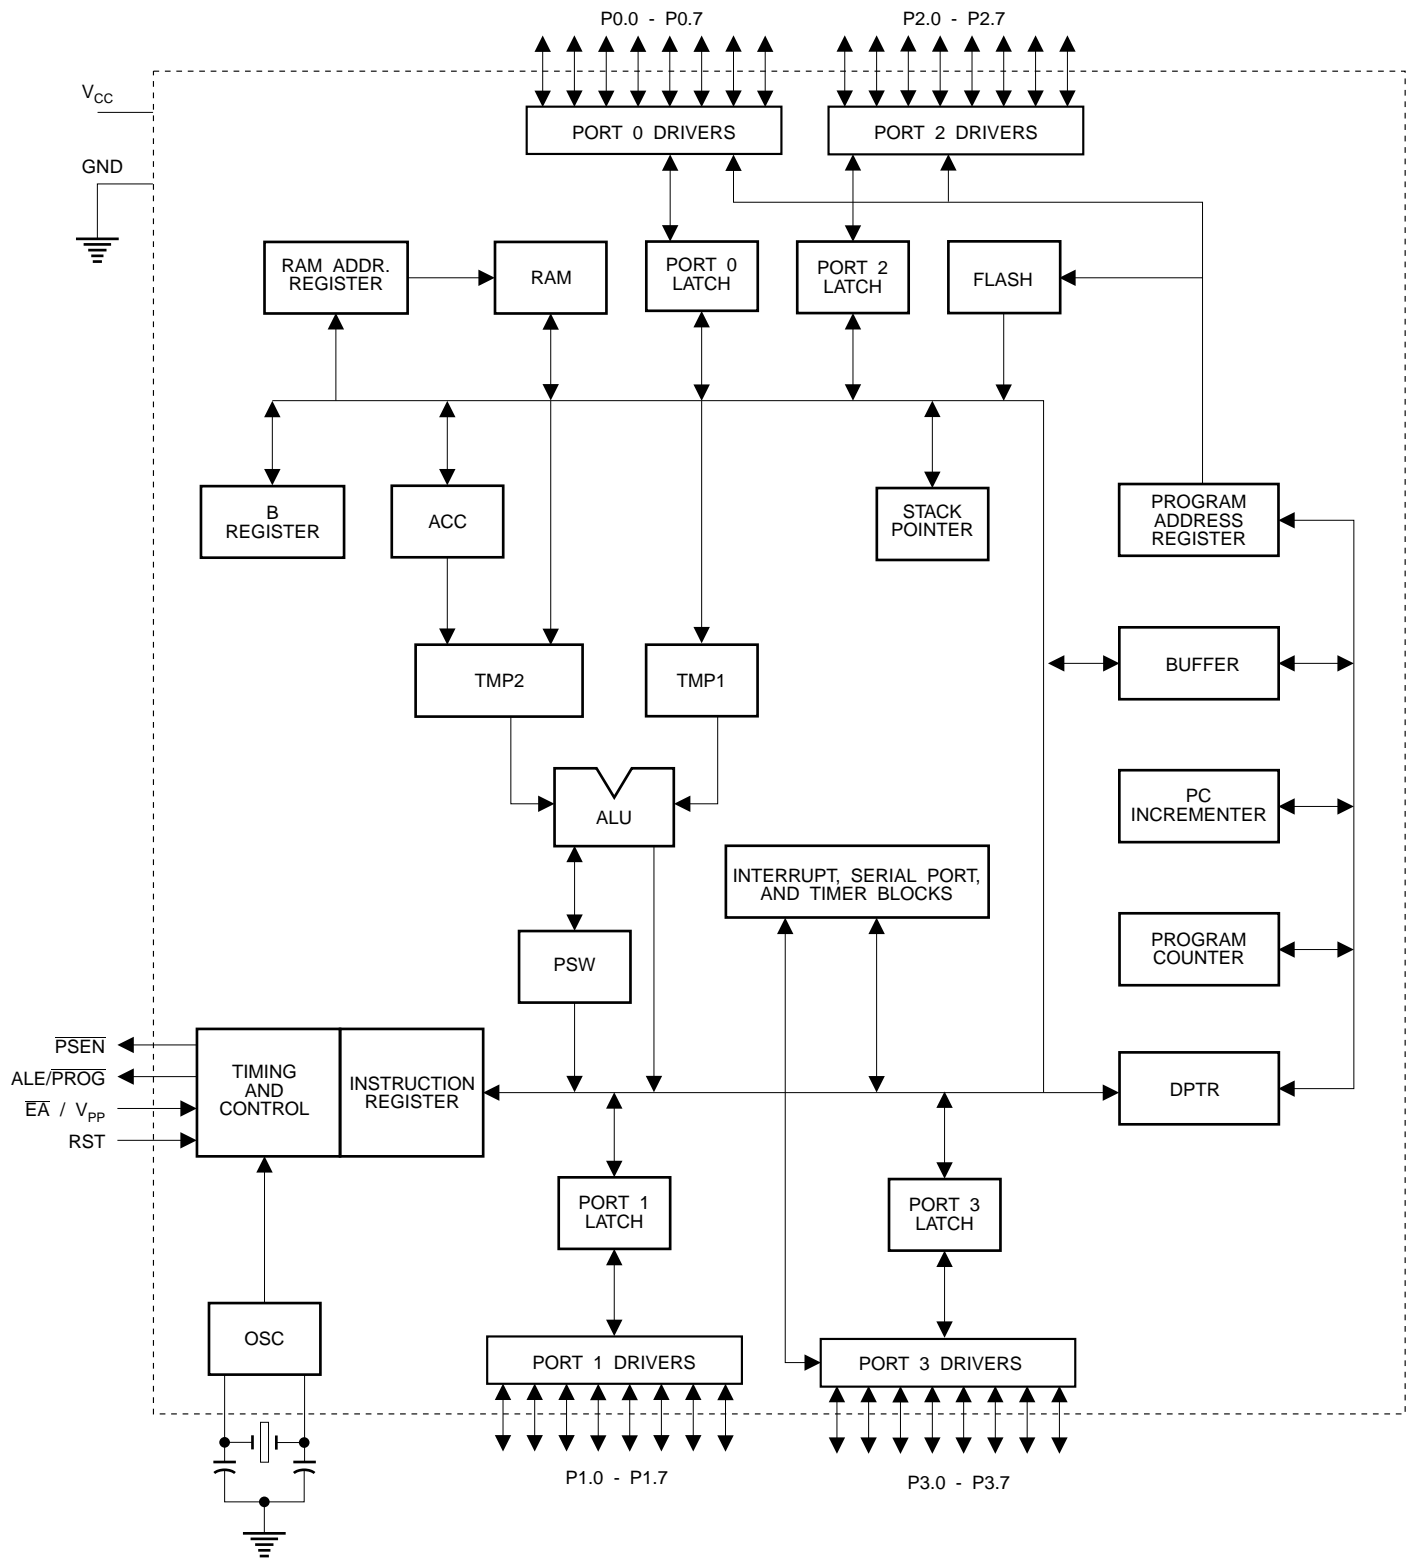 P0.0 - P0.7
P2.0 - P2.7
VCC
PORT 0 DRIVERS
PORT 2 DRIVERS
GND
RAM ADDR.
REGISTER
RAM
PORT 0
LATCH
PORT 2
LATCH
FLASH
B
REGISTER
ACC
STACK
POINTER
PROGRAM
ADDRESS
REGISTER
BUFFER
TMP2
TMP1
PC
INCREMENTER
ALU
INTERRUPT, SERIAL PORT,
AND TIMER BLOCKS
PROGRAM
COUNTER
PSW
PSEN
ALE/PROG
EA / VPP
RST
TIMING
AND
CONTROL
INSTRUCTION
REGISTER
DPTR
PORT 1
LATCH
PORT 3
LATCH
OSC
PORT 1 DRIVERS
PORT 3 DRIVERS
P1.0 - P1.7
P3.0 - P3.7